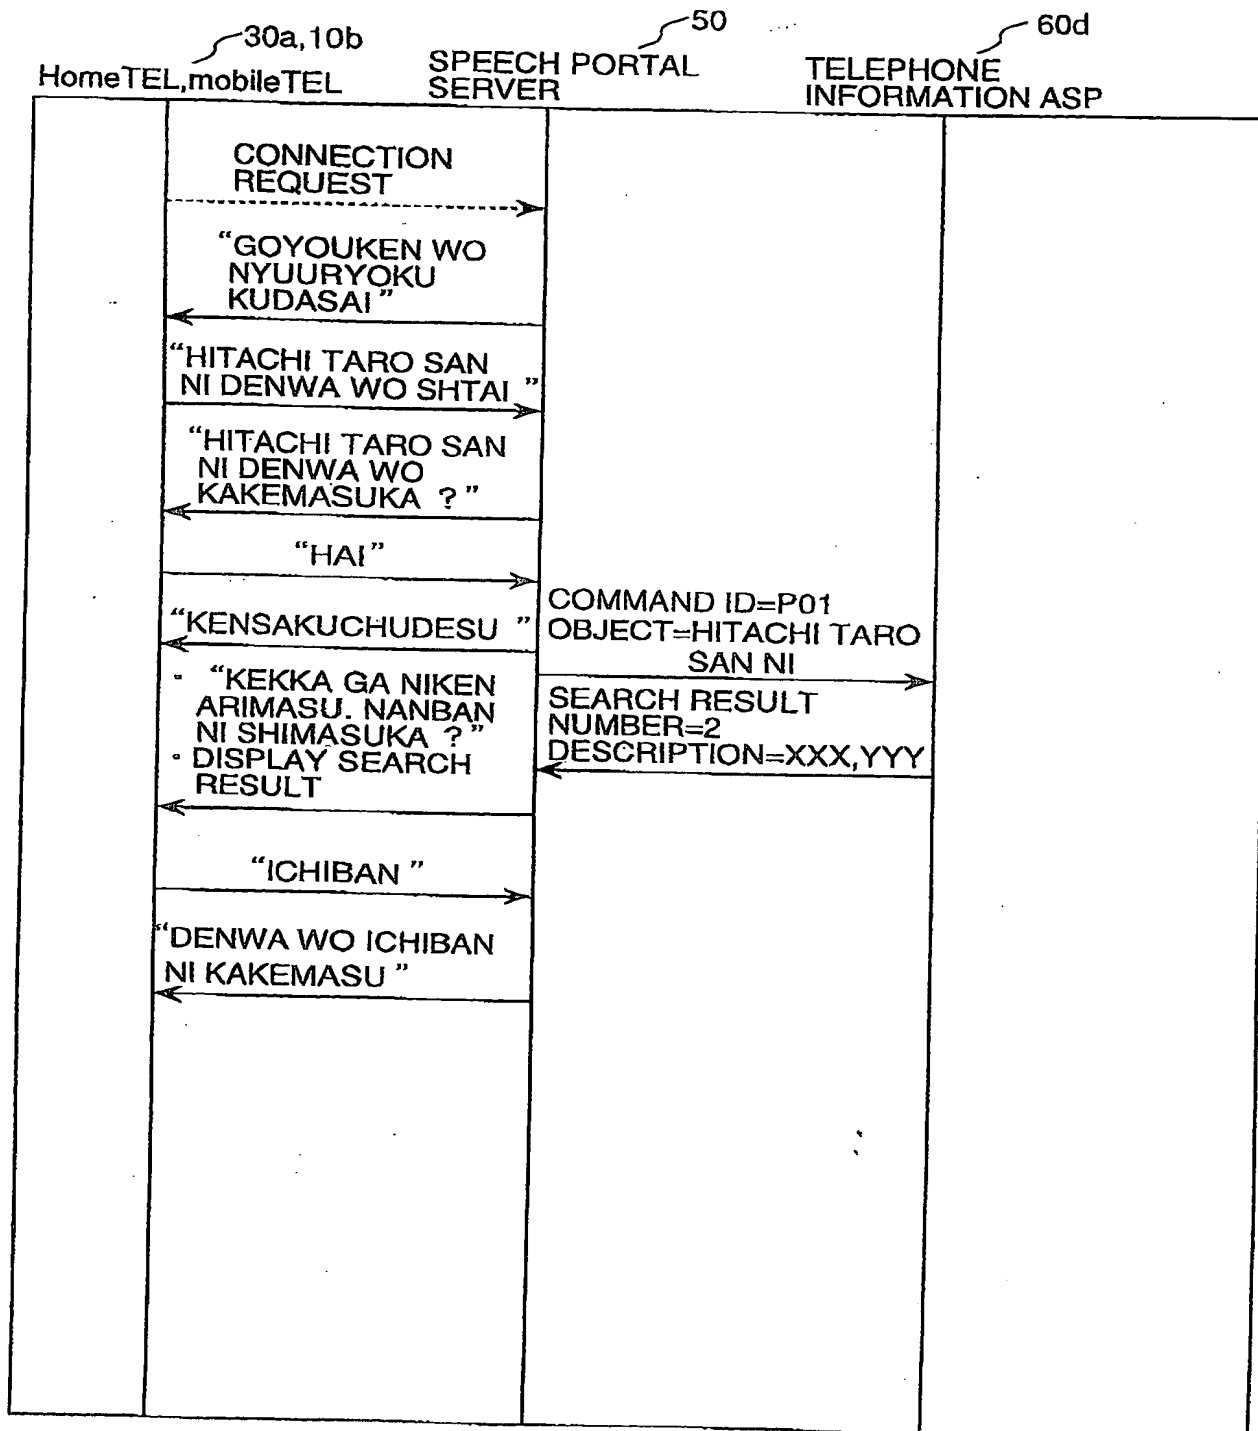 30a,10b
HomeTEL,mobileTEL
50
SPEECH PORTAL
SERVER
60d
TELEPHONE
INFORMATION ASP
CONNECTION
REQUEST
“GOYOUKEN WO
NYUURYOKU
KUDASAI”
“HITACHI TARO SAN
NI DENWA WO SHTAI ”
“HITACHI TARO SAN
NI DENWA WO
KAKEMASUKA ?”
“HAI”
“KENSAKUCHUDESU ”
COMMAND ID=P01
OBJECT=HITACHI TARO
SAN NI
・ “KEKKA GA NIKEN
ARIMASU. NANBAN
NI SHIMASUKA ?”
・ DISPLAY SEARCH
RESULT
SEARCH RESULT
NUMBER=2
DESCRIPTION=XXX,YYY
“ICHIBAN ”
“DENWA WO ICHIBAN
NI KAKEMASU ”